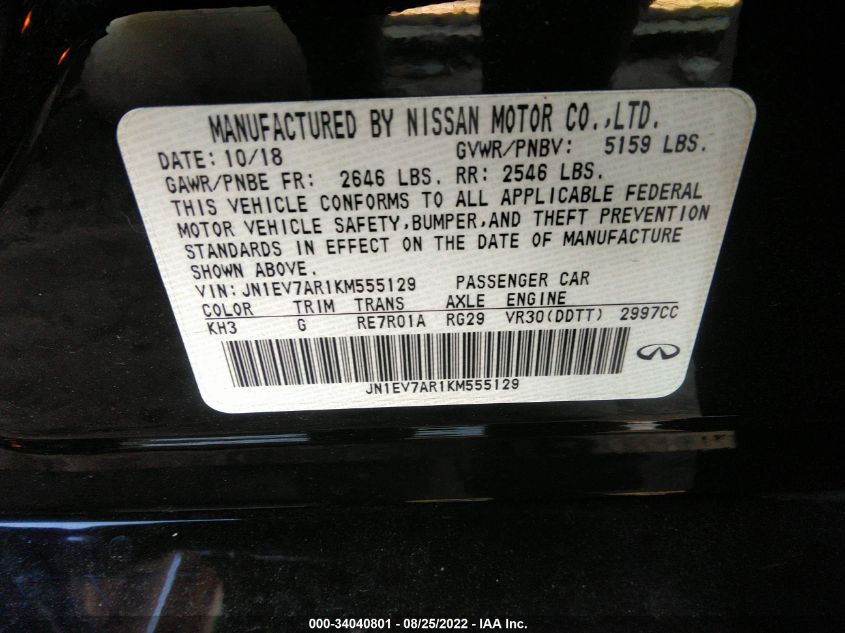 MANUFACTURED BY NISSAN MOTOR CO.,LTD.
DATE: 10/18 GVWR/PNBV: 5159 LBS.
GAWR/PNBE FR: 2646 LBS. RR: 2546 LBS.
THIS VEHICLE CONFORMS TO ALL APPLICABLE FEDERAL
MOTOR VEHICLE SAFETY,BUMPER,AND THEFT PREVENTION
STANDARDS IN EFFECT ON THE DATE OF MANUFACTURE
SHOWN ABOVE.
VIN: JN1EV7AR1KM555129 PASSENGER CAR
COLOR TRIM TRANS AXLE ENGINE
KH3 G RE7R01A RG29 VR30(DDTT) 2997CC
JN1EV7AR1KM555129
000-34040801 - 08/25/2022 - IAA Inc.